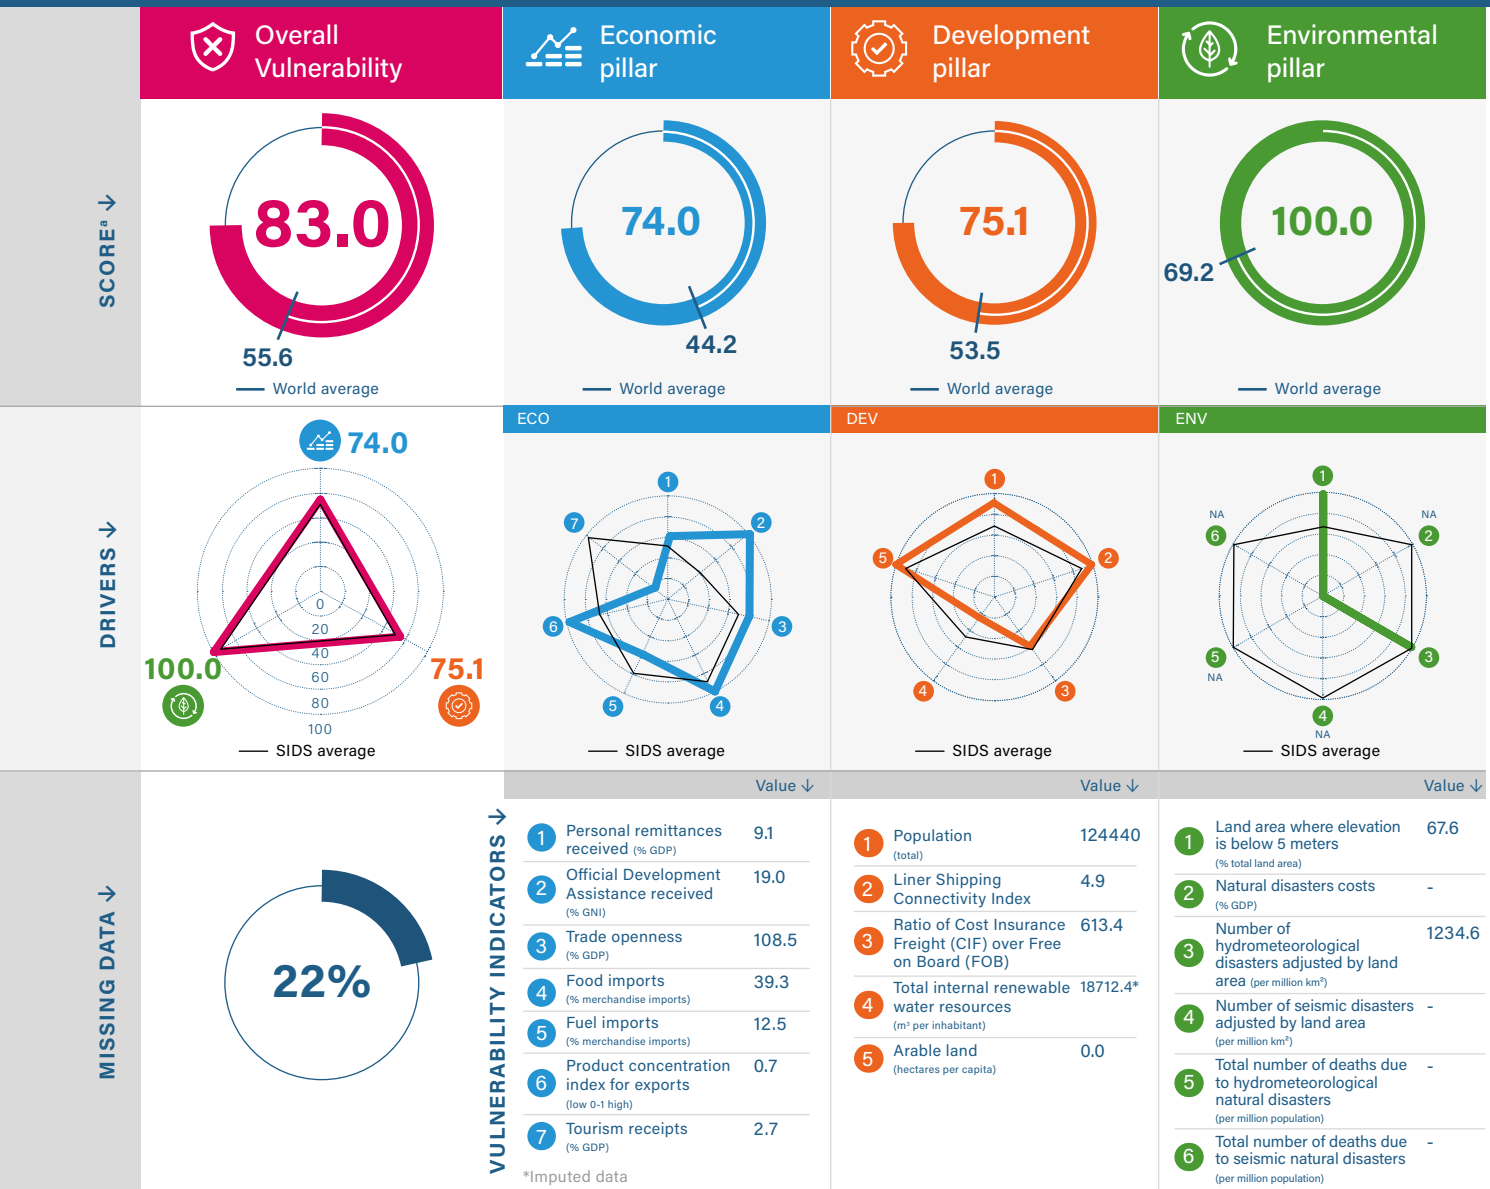 Overall
Vulnerability
Economic
pillar
Development
pillar
Environmental
pillar
SCOREᵃ →
83.0
55.6
World average
74.0
44.2
World average
75.1
53.5
World average
100.0
69.2
World average
DRIVERS →
74.0
0
20
40
60
80
100
100.0
75.1
SIDS average
ECO
1
2
3
4
5
6
7
SIDS average
DEV
1
2
3
4
5
SIDS average
ENV
1
NA
2
3
4
NA
5
NA
NA
6
SIDS average
MISSING DATA →
22%
VULNERABILITY INDICATORS →
Value ↓
1 Personal remittances 9.1
received (% GDP)
2 Official Development 19.0
Assistance received
(% GNI)
3 Trade openness 108.5
(% GDP)
4 Food imports 39.3
(% merchandise imports)
5 Fuel imports 12.5
(% merchandise imports)
6 Product concentration 0.7
index for exports
(low 0-1 high)
7 Tourism receipts 2.7
(% GDP)
*Imputed data
Value ↓
1 Population 124440
(total)
2 Liner Shipping 4.9
Connectivity Index
3 Ratio of Cost Insurance 613.4
Freight (CIF) over Free
on Board (FOB)
4 Total internal renewable 18712.4*
water resources
(m³ per inhabitant)
5 Arable land 0.0
(hectares per capita)
Value ↓
1 Land area where elevation 67.6
is below 5 meters
(% total land area)
2 Natural disasters costs -
(% GDP)
3 Number of 1234.6
hydrometeorological
disasters adjusted by land
area (per million km²)
4 Number of seismic disasters -
adjusted by land area
(per million km²)
5 Total number of deaths due -
to hydrometeorological
natural disasters
(per million population)
6 Total number of deaths due -
to seismic natural disasters
(per million population)